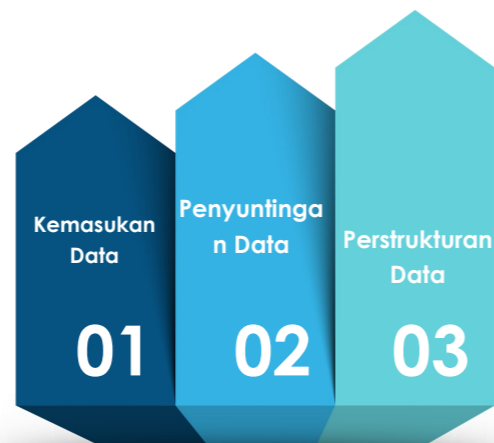 Kemasukan
Data
01
Penyuntinga
n Data
02
Perstrukturan
Data
03